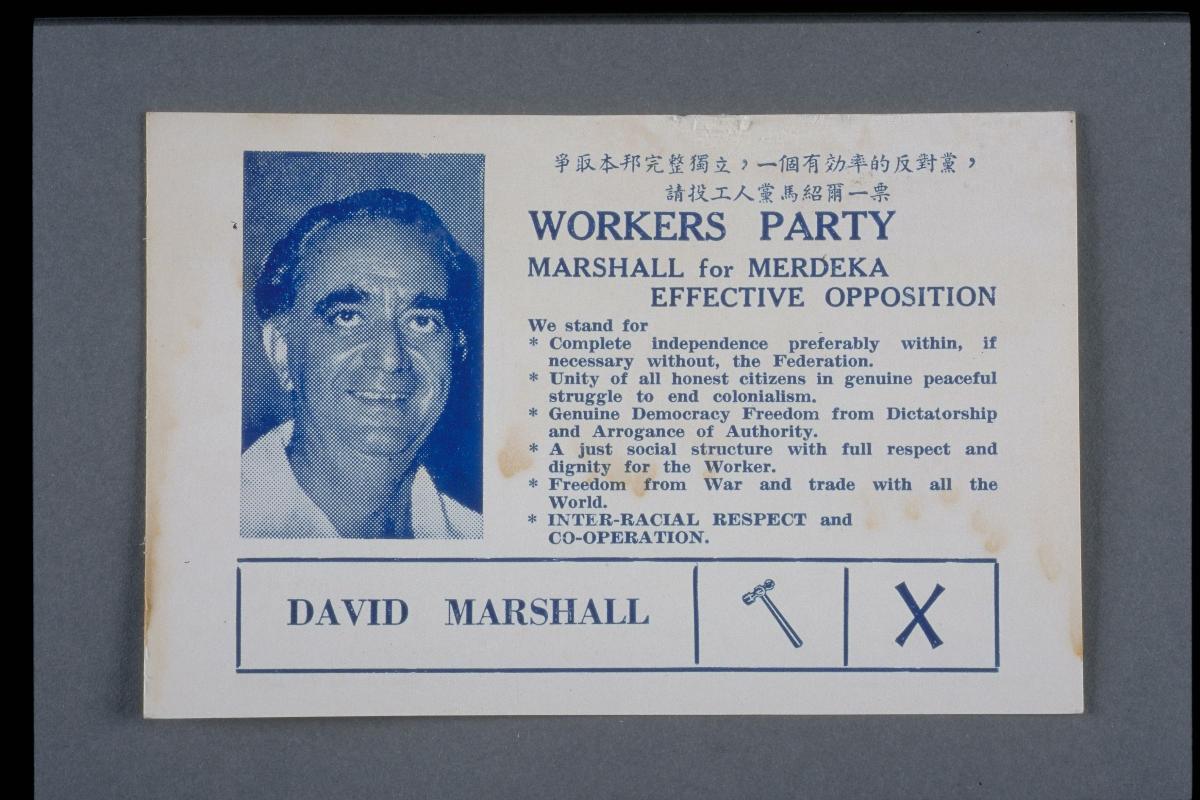 爭取本邦完整獨立，一個有効率的反對黨，
請投工人黨馬紹爾一票
WORKERS PARTY
MARSHALL for MERDEKA
EFFECTIVE OPPOSITION
We stand for
* Complete independence preferably within, if
necessary without, the Federation.
* Unity of all honest citizens in genuine peaceful
struggle to end colonialism.
* Genuine Democracy Freedom from Dictatorship
and Arrogance of Authority.
* A just social structure with full respect and
dignity for the Worker.
* Freedom from War and trade with all the
World.
* INTER-RACIAL RESPECT and
CO-OPERATION.
DAVID MARSHALL X